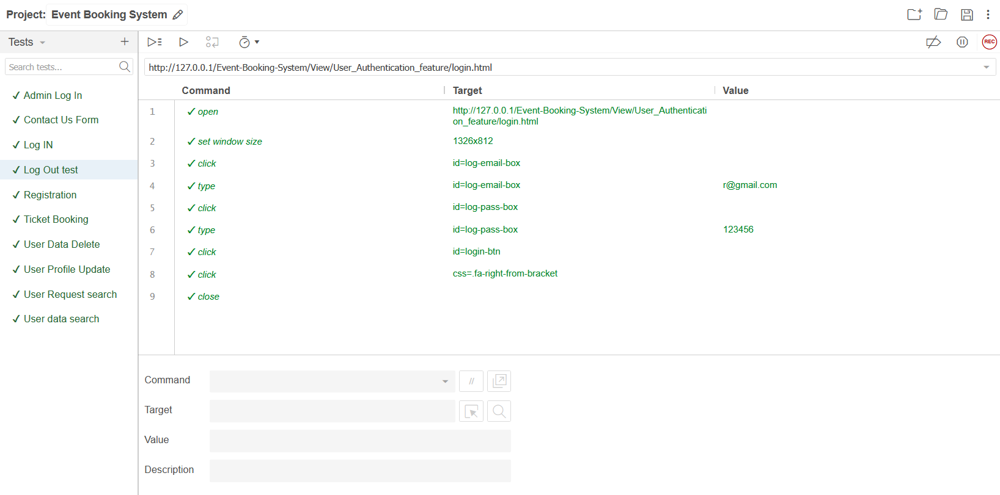 Project: Event Booking System
Tests
Search tests...
Admin Log In
Contact Us Form
Log IN
Log Out test
Registration
Ticket Booking
User Data Delete
User Profile Update
User Request search
User data search
REC
http://127.0.0.1/Event-Booking-System/View/User_Authentication_feature/login.html
Command Target Value
1 open http://127.0.0.1/Event-Booking-System/View/User_Authenticati
on_feature/login.html
2 set window size 1326x812
3 click id=log-email-box
4 type id=log-email-box r@gmail.com
5 click id=log-pass-box
6 type id=log-pass-box 123456
7 click id=login-btn
8 click css=.fa-right-from-bracket
9 close
Command //
Target
Value
Description